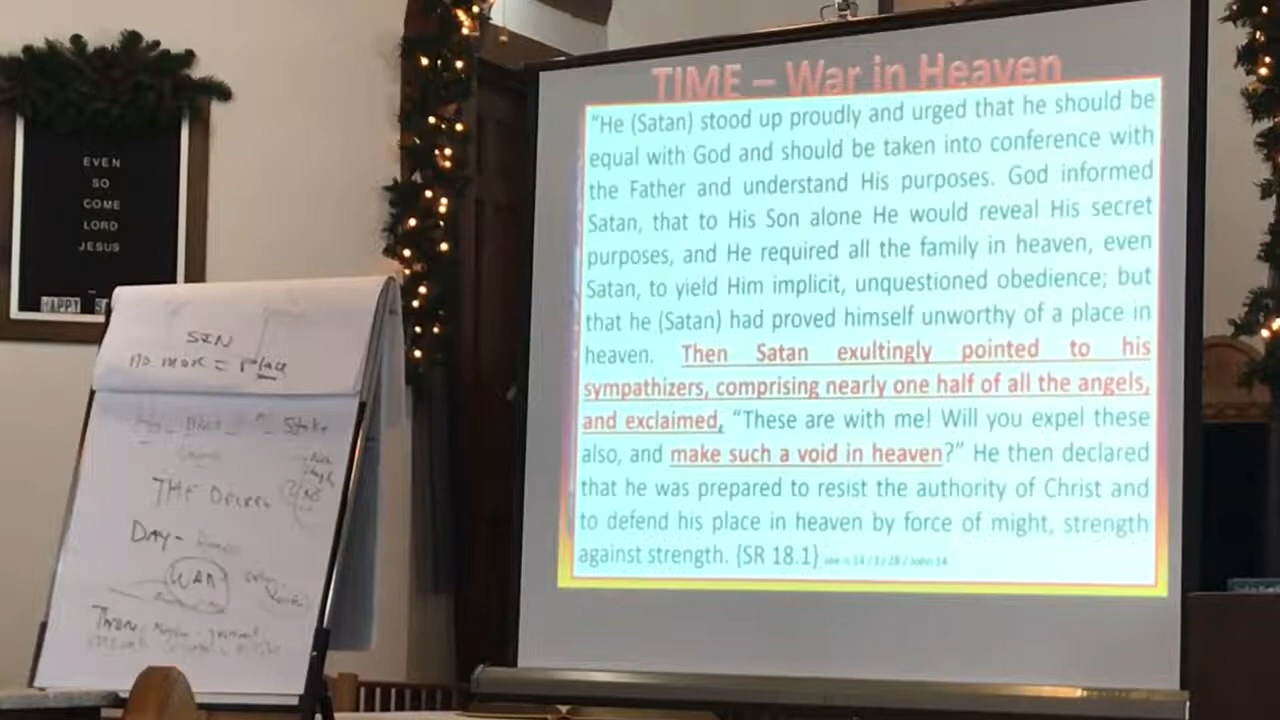 EVEN
SO
COME
LORD
JESUS
HAPPY
SIN
no more = Place
Stake
THE Decree
DAY-
WAR
TIME – War in Heaven
“He (Satan) stood up proudly and urged that he should be
equal with God and should be taken into conference with
the Father and understand His purposes. God informed
Satan, that to His Son alone He would reveal His secret
purposes, and He required all the family in heaven, even
Satan, to yield Him implicit, unquestioned obedience; but
that he (Satan) had proved himself unworthy of a place in
heaven. Then Satan exultingly pointed to his
sympathizers, comprising nearly one half of all the angels,
and exclaimed, “These are with me! Will you expel these
also, and make such a void in heaven?” He then declared
that he was prepared to resist the authority of Christ and
to defend his place in heaven by force of might, strength
against strength. {SR 18.1}